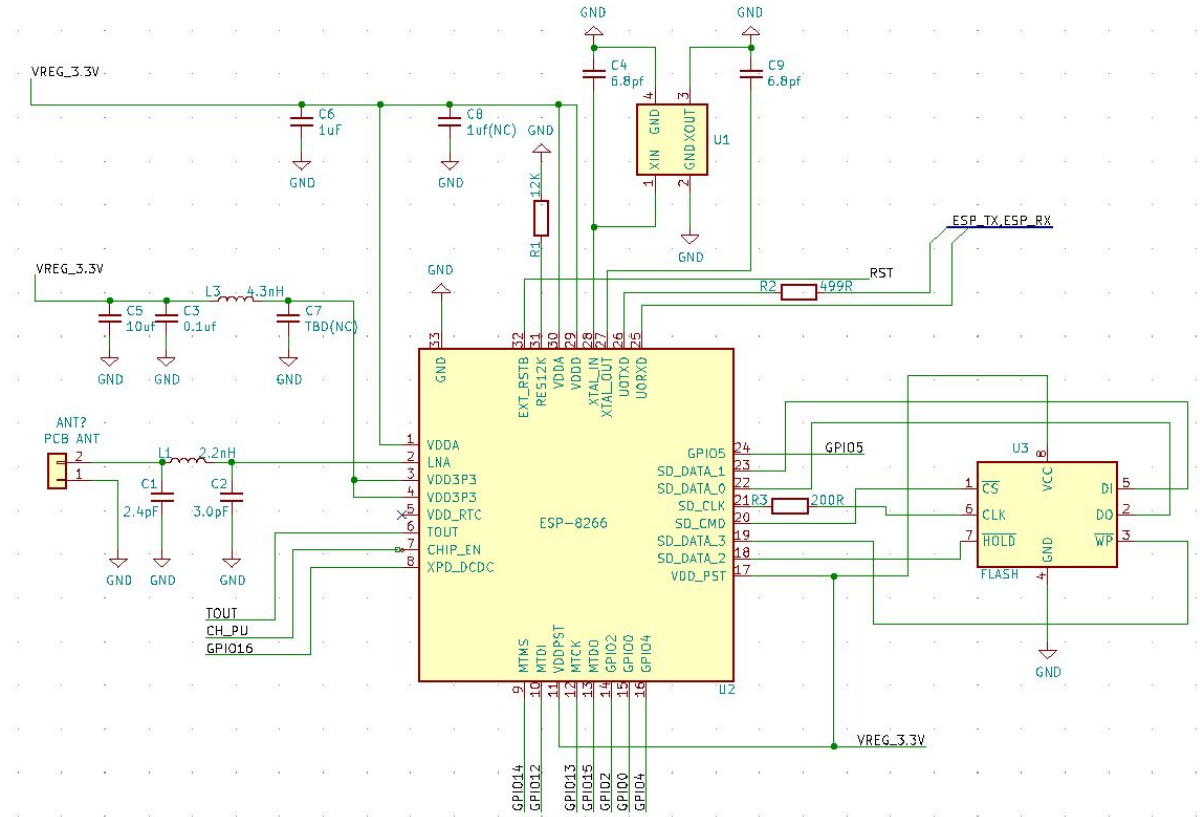 GND
GND
VREG_3.3V
C4
6.8pf
C9
6.8pf
4
3
GND
XOUT
XIN
GND
U1
1
2
GND
C6
1uF
GND
C8
1uf(NC)
GND
GND
12K
R1
ESP_TX,ESP_RX
VREG_3.3V
RST
R2
499R
L3
4.3nH
C5
10uf
C3
0.1uf
C7
TBD(NC)
GND
GND
GND
GND
33
32
31
30
29
28
27
26
25
GND
EXT_RSTB
RES12K
VDDA
VDDD
XTAL_IN
XTAL_OUT
U0TXD
U0RXD
ANT?
PCB ANT
2
1
L1
2.2nH
C1
2.4pF
C2
3.0pF
GND
GND
GND
1
VDDA
2
LNA
3
VDD3P3
4
VDD3P3
5
VDD_RTC
6
TOUT
7
CHIP_EN
8
XPD_DCDC
ESP-8266
GPIO5
24
GPIO5
SD_DATA_1
23
SD_DATA_0
22
SD_CLK
21
R3
200R
SD_CMD
20
SD_DATA_3
19
SD_DATA_2
18
VDD_PST
17
U3
8
VCC
1
CS
DI
5
6
CLK
DO
2
7
HOLD
WP
3
GND
FLASH
4
GND
TOUT
CH_PU
GPIO16
MTMS
MTDI
VDDPST
MTCK
MTDO
GPIO2
GPIO0
GPIO4
U2
9
10
11
12
13
14
15
16
VREG_3.3V
GPIO14
GPIO12
GPIO13
GPIO15
GPIO2
GPIO0
GPIO4